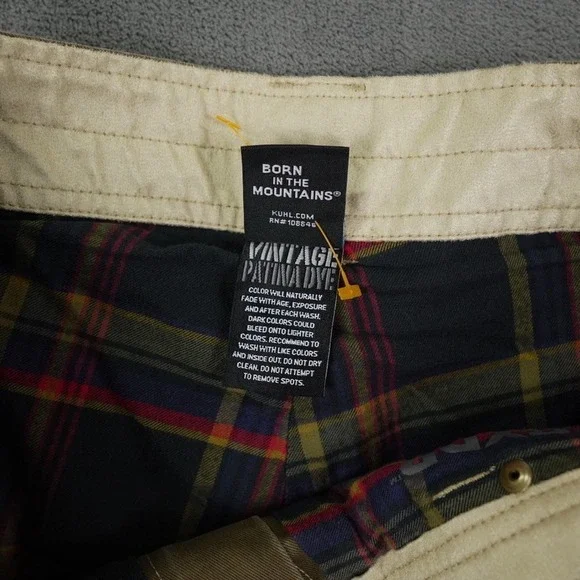 BORN
IN THE
MOUNTAINS®
KUHL.COM
RN#108846
VINTAGE
PATINA DYE
COLOR WILL NATURALLY
FADE WITH AGE, EXPOSURE
AND AFTER EACH WASH.
DARK COLORS COULD
BLEED ONTO LIGHTER
COLORS. RECOMMEND TO
WASH WITH LIKE COLORS
AND INSIDE OUT. DO NOT DRY
CLEAN. DO NOT ATTEMPT
TO REMOVE SPOTS.